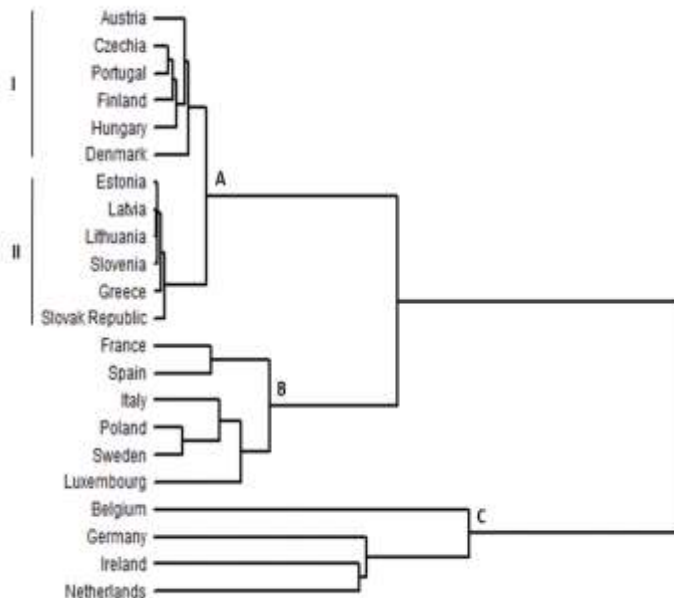 Austria
Czechia
Portugal
I
Finland
Hungary
Denmark
Estonia
A
Latvia
Lithuania
II
Slovenia
Greece
Slovak Republic
France
Spain
B
Italy
Poland
Sweden
Luxembourg
Belgium
C
Germany
Ireland
Netherlands